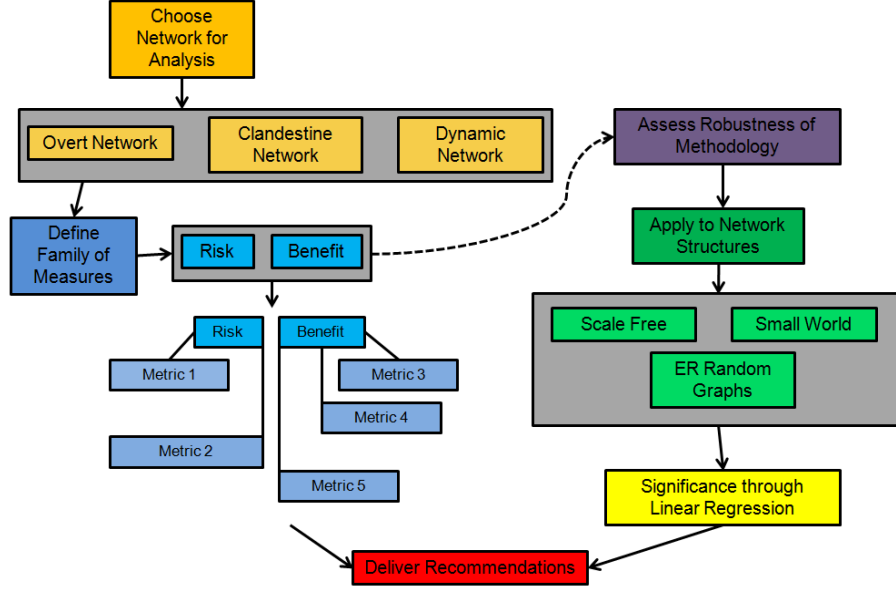 Choose
Network for
Analysis
Overt Network
Clandestine
Network
Dynamic
Network
Assess Robustness of
Methodology
Define
Family of
Measures
Risk
Benefit
Apply to Network
Structures
Risk
Benefit
Metric 1
Metric 3
Metric 4
Metric 2
Metric 5
Scale Free
Small World
ER Random
Graphs
Significance through
Linear Regression
Deliver Recommendations